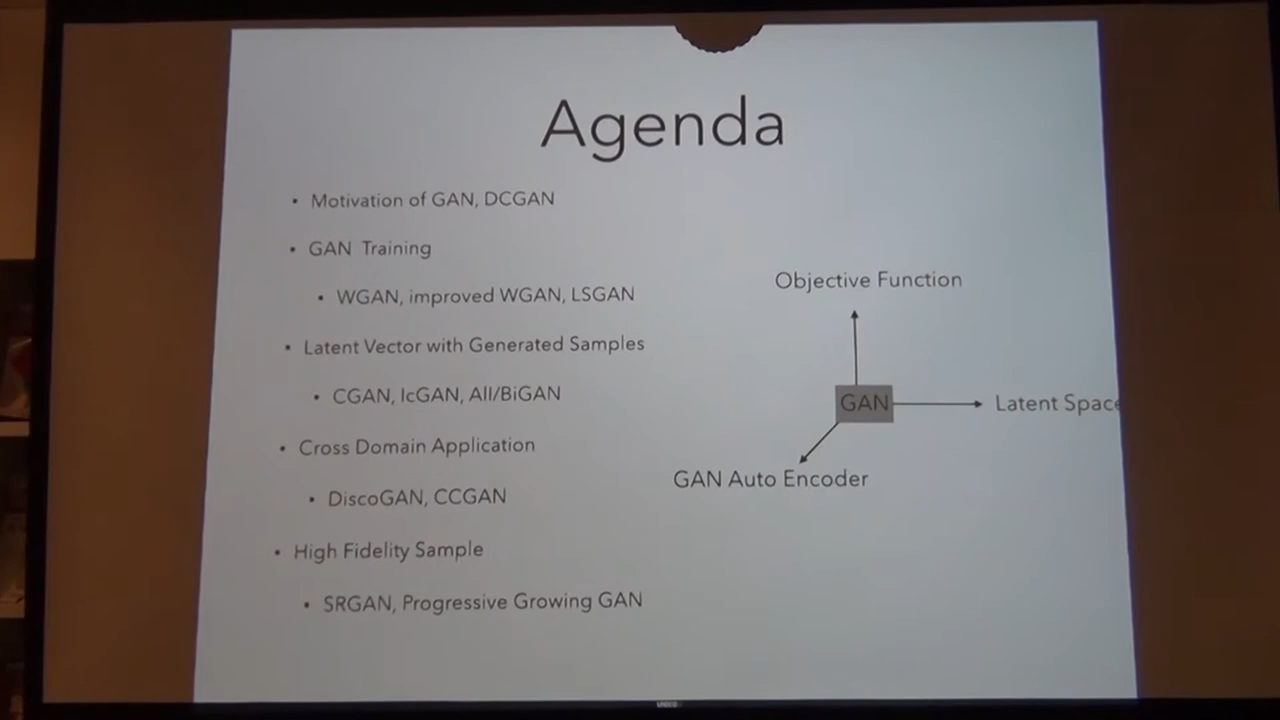 Agenda
• Motivation of GAN, DCGAN
• GAN Training
• WGAN, improved WGAN, LSGAN
• Latent Vector with Generated Samples
• CGAN, IcGAN, AlI/BiGAN
• Cross Domain Application
• DiscoGAN, CCGAN
• High Fidelity Sample
• SRGAN, Progressive Growing GAN
Objective Function
GAN
Latent Space
GAN Auto Encoder